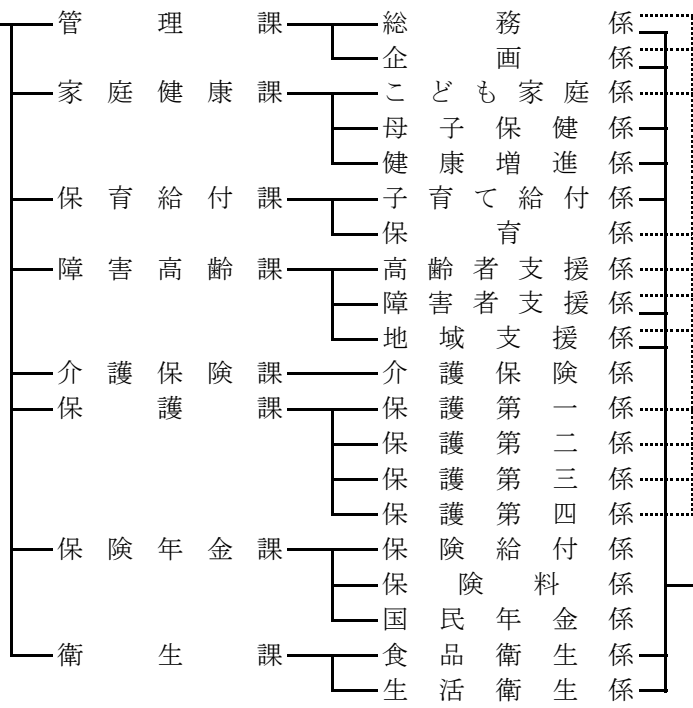 管理課 総務係
企画係
家庭健康課 こども家庭係
母子保健係
健康増進係
保育給付課 子育て給付係
保育係
障害高齢課 高齢者支援係
障害者支援係
地域支援係
介護保険課 介護保険係
保護課 保護第一係
保護第二係
保護第三係
保護第四係
保険年金課 保険給付係
保険料係
国民年金係
衛生課 食品衛生係
生活衛生係